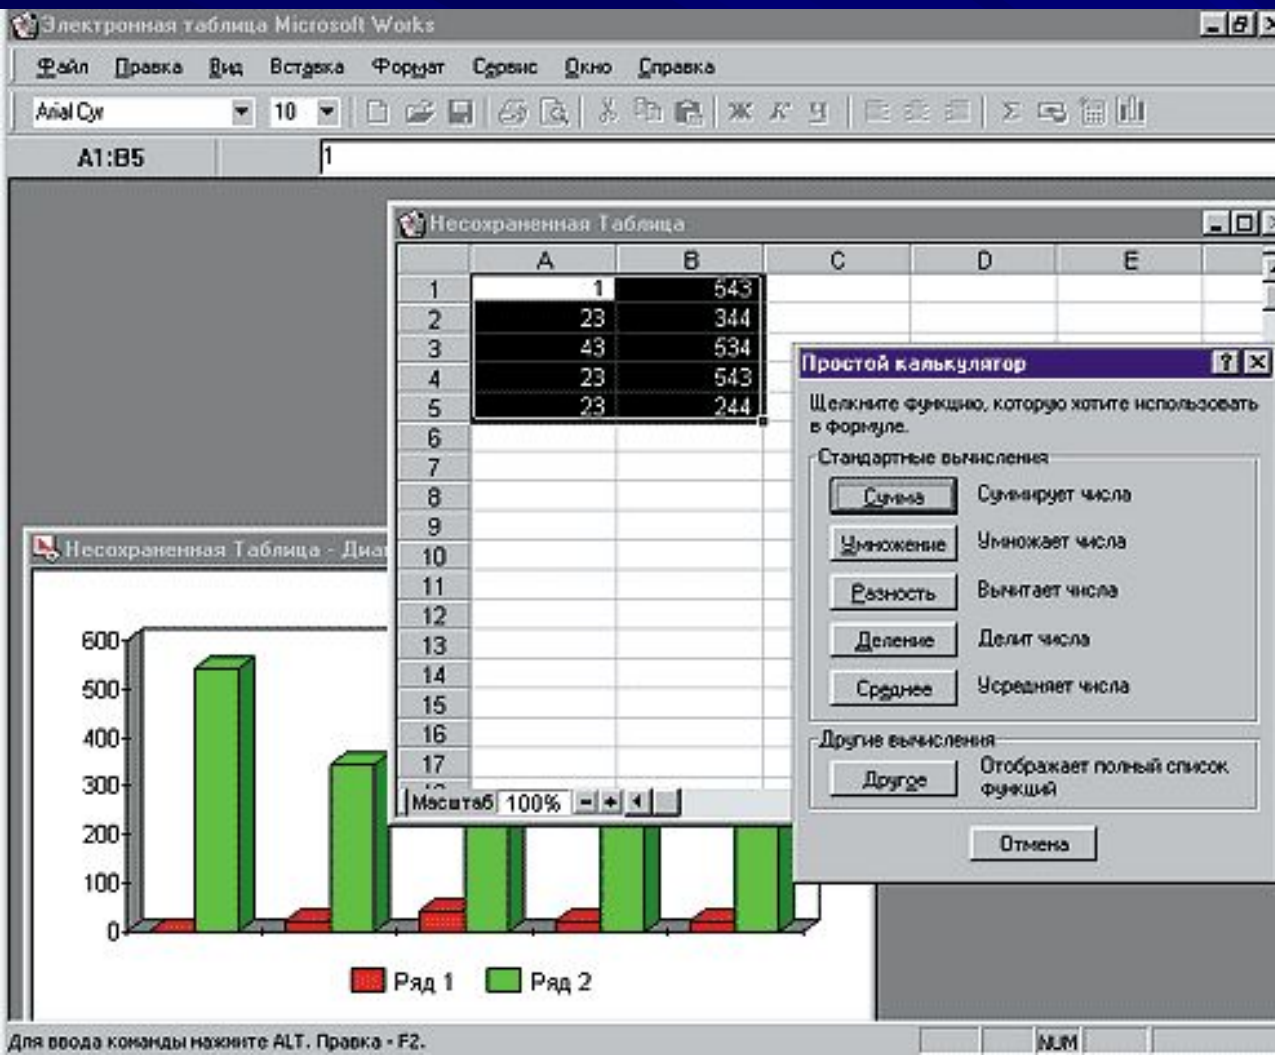 Электронная таблица Microsoft Works
Файл Правка Вид Вставка Формат Сервис Окно Справка
Arial Cyr 10 Ж К Ч Σ
A1:B5 1
Несохраненная Таблица
A B C D E
1 1 543
2 23 344
3 43 534
4 23 543
5 23 244
6
7
8
9
10
11
12
13
14
15
16
17
Масштаб 100%
Простой калькулятор
Щелкните функцию, которую хотите использовать
в формуле.
Стандартные вычисления
Сумма Суммирует числа
Умножение Умножает числа
Разность Вычитает числа
Деление Делит числа
Среднее Усредняет числа
Другие вычисления
Другое Отображает полный список
функций
Отмена
Несохраненная Таблица -
600
500
400
300
200
100
0
Ряд 1 Ряд 2
Для ввода команды нажмите ALT. Правка - F2.
NUM